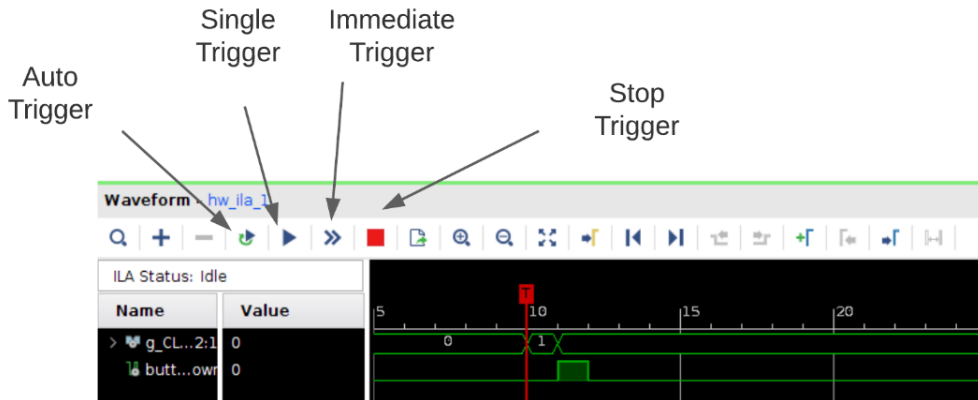 Single
Trigger
Immediate
Trigger
Auto
Trigger
Stop
Trigger
Waveform - hw_ila_1
ILA Status: Idle
Name Value
g_CL...2:1 0
butt...owr 0
T
5 10 15 20
0 1